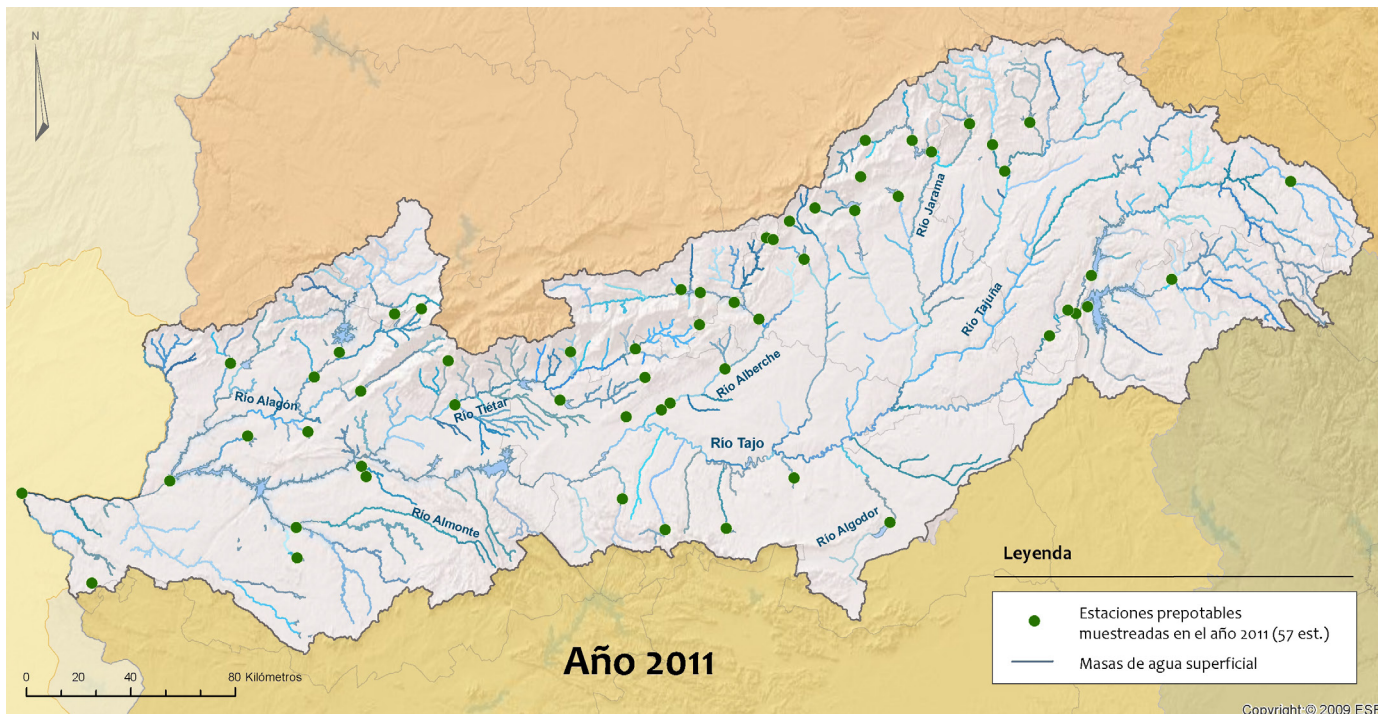 N
Río Jarama
Río Tajuña
Río Alberche
Río Alagón
Río Tiétar
Río Tajo
Río Almonte
Río Algodor
Leyenda
Estaciones prepotables
muestreadas en el año 2011 (57 est.)
Masas de agua superficial
Año 2011
0 20 40 80 Kilómetros
Copyright:© 2009 ESR